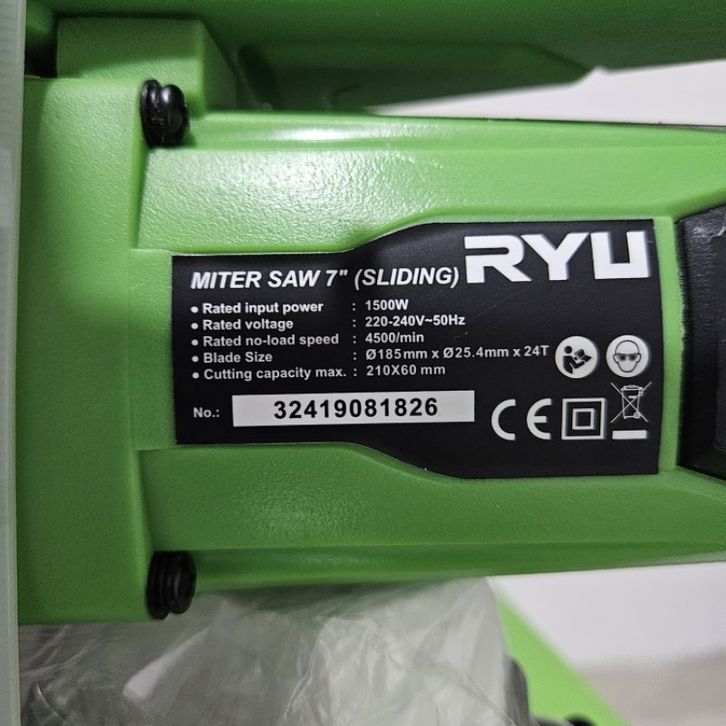 RYU
MITER SAW 7" (SLIDING)
• Rated input power : 1500W
• Rated voltage : 220-240V~50Hz
• Rated no-load speed : 4500/min
• Blade Size : Ø185mm x Ø25.4mm x 24T
• Cutting capacity max. : 210X60 mm
No.: 32419081826
CE